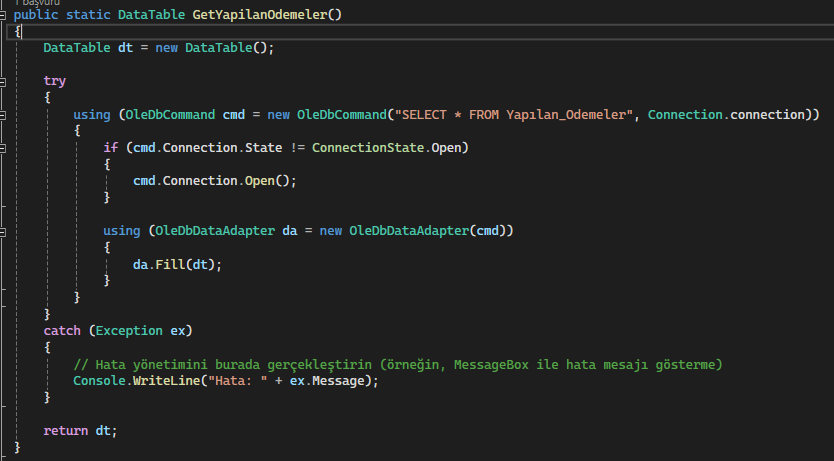 1 başvuru
public static DataTable GetYapilanOdemeler()
{
    DataTable dt = new DataTable();

    try
    {
        using (OleDbCommand cmd = new OleDbCommand("SELECT * FROM Yapılan_Odemeler", Connection.connection))
        {
            if (cmd.Connection.State != ConnectionState.Open)
            {
                cmd.Connection.Open();
            }

            using (OleDbDataAdapter da = new OleDbDataAdapter(cmd))
            {
                da.Fill(dt);
            }
        }
    }
    catch (Exception ex)
    {
        // Hata yönetimini burada gerçekleştirin (örneğin, MessageBox ile hata mesajı gösterme)
        Console.WriteLine("Hata: " + ex.Message);
    }

    return dt;
}